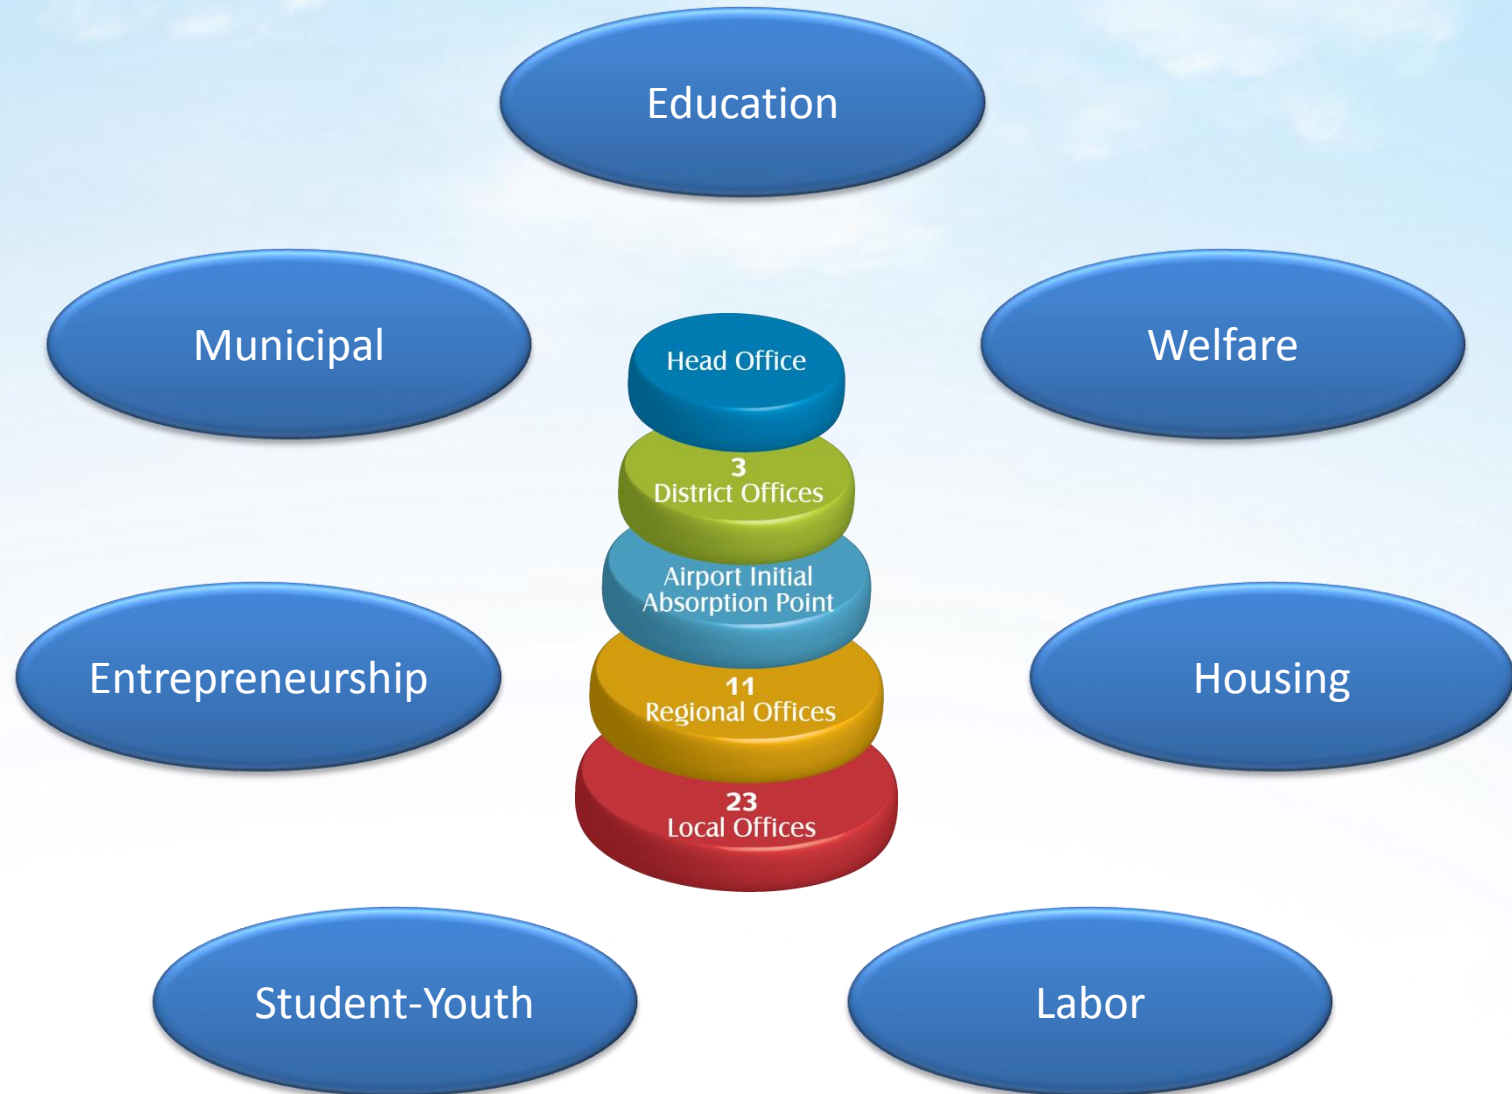 Education
Municipal
Welfare
Head Office
3
District Offices
Airport Initial
Absorption Point
Entrepreneurship
Housing
11
Regional Offices
23
Local Offices
Student-Youth
Labor